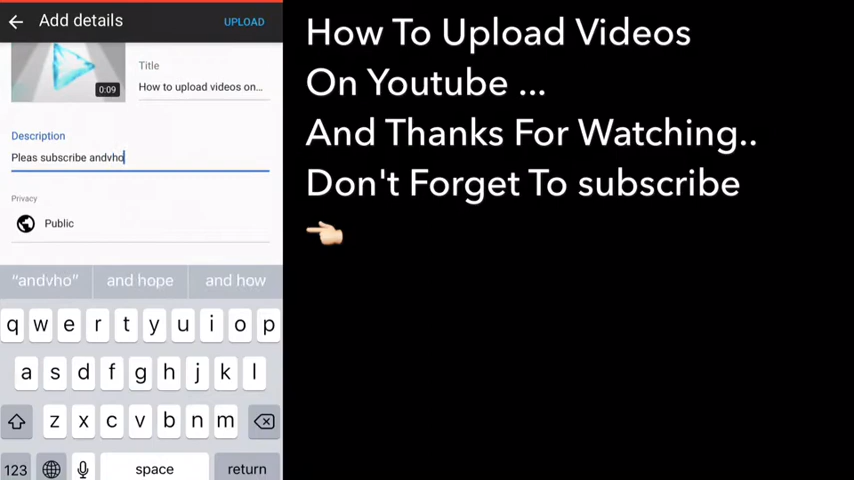 Add details
UPLOAD
0:09
Title
How to upload videos on...
Description
Pleas subscribe andvho
Privacy
Public
"andvho"
and hope
and how
q w e r t y u i o p
a s d f g h j k l
z x c v b n m
123
space
return
How To Upload Videos
On Youtube ...
And Thanks For Watching..
Don't Forget To subscribe